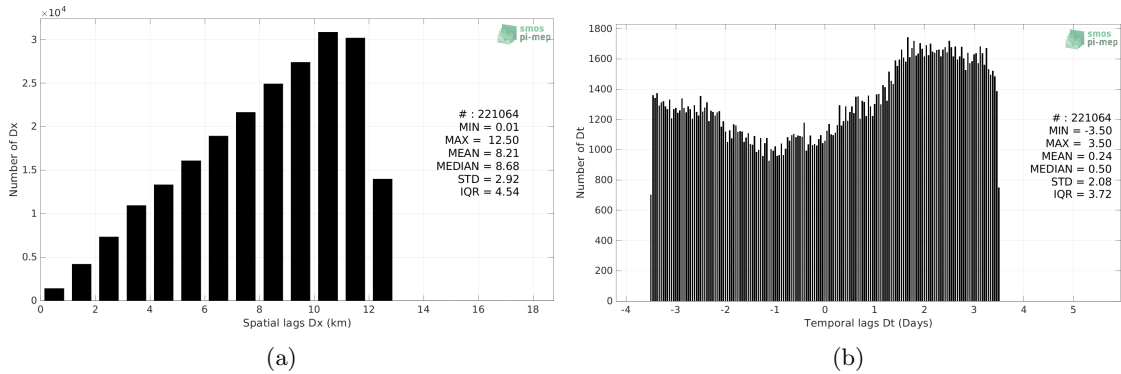 ×10⁴
3
2.5
2
1.5
1
0.5
0
Number of Dx
0 2 4 6 8 10 12 14 16 18
Spatial lags Dx (km)
smos
pi-mep
# : 221064
MIN = 0.01
MAX = 12.50
MEAN = 8.21
MEDIAN = 8.68
STD = 2.92
IQR = 4.54
(a)
1800
1600
1400
1200
1000
800
600
400
200
0
Number of Dt
-4 -3 -2 -1 0 1 2 3 4 5
Temporal lags Dt (Days)
smos
pi-mep
# : 221064
MIN = -3.50
MAX = 3.50
MEAN = 0.24
MEDIAN = 0.50
STD = 2.08
IQR = 3.72
(b)